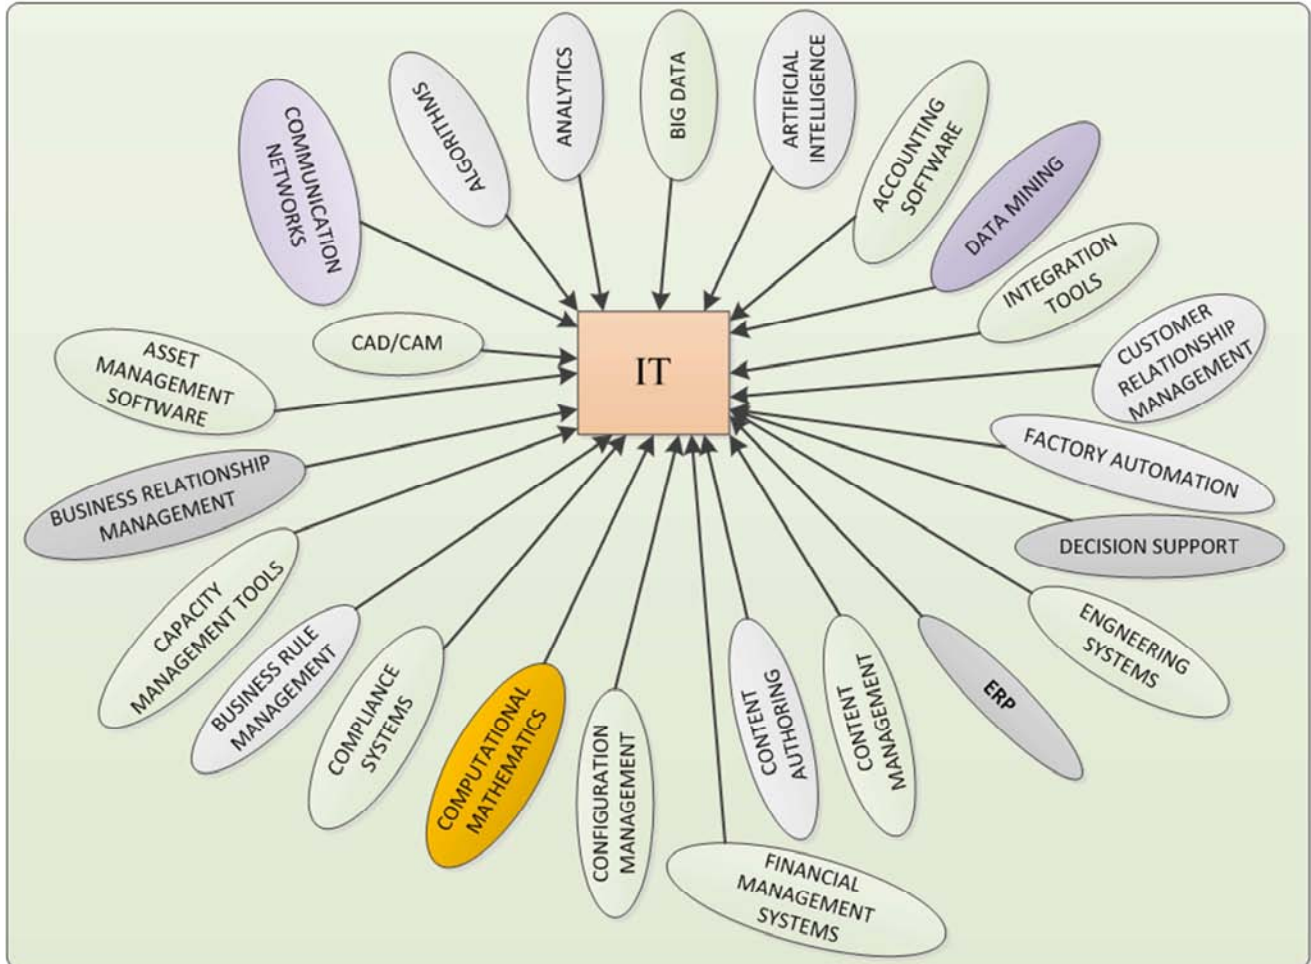 COMMUNICATION
NETWORKS
ALGORITHMS
ANALYTICS
BIG DATA
ARTIFICIAL
INTELLIGENCE
ACCOUNTING
SOFTWARE
DATA MINING
INTEGRATION
TOOLS
CUSTOMER
RELATIONSHIP
MANAGEMENT
CAD/CAM
IT
ASSET
MANAGEMENT
SOFTWARE
FACTORY AUTOMATION
BUSINESS RELATIONSHIP
MANAGEMENT
DECISION SUPPORT
CAPACITY
MANAGEMENT TOOLS
ENGNEERING
SYSTEMS
BUSINESS RULE
MANAGEMENT
COMPLIANCE
SYSTEMS
COMPUTATIONAL
MATHEMATICS
CONFIGURATION
MANAGEMENT
CONTENT
AUTHORING
CONTENT
MANAGEMENT
ERP
FINANCIAL
MANAGEMENT
SYSTEMS